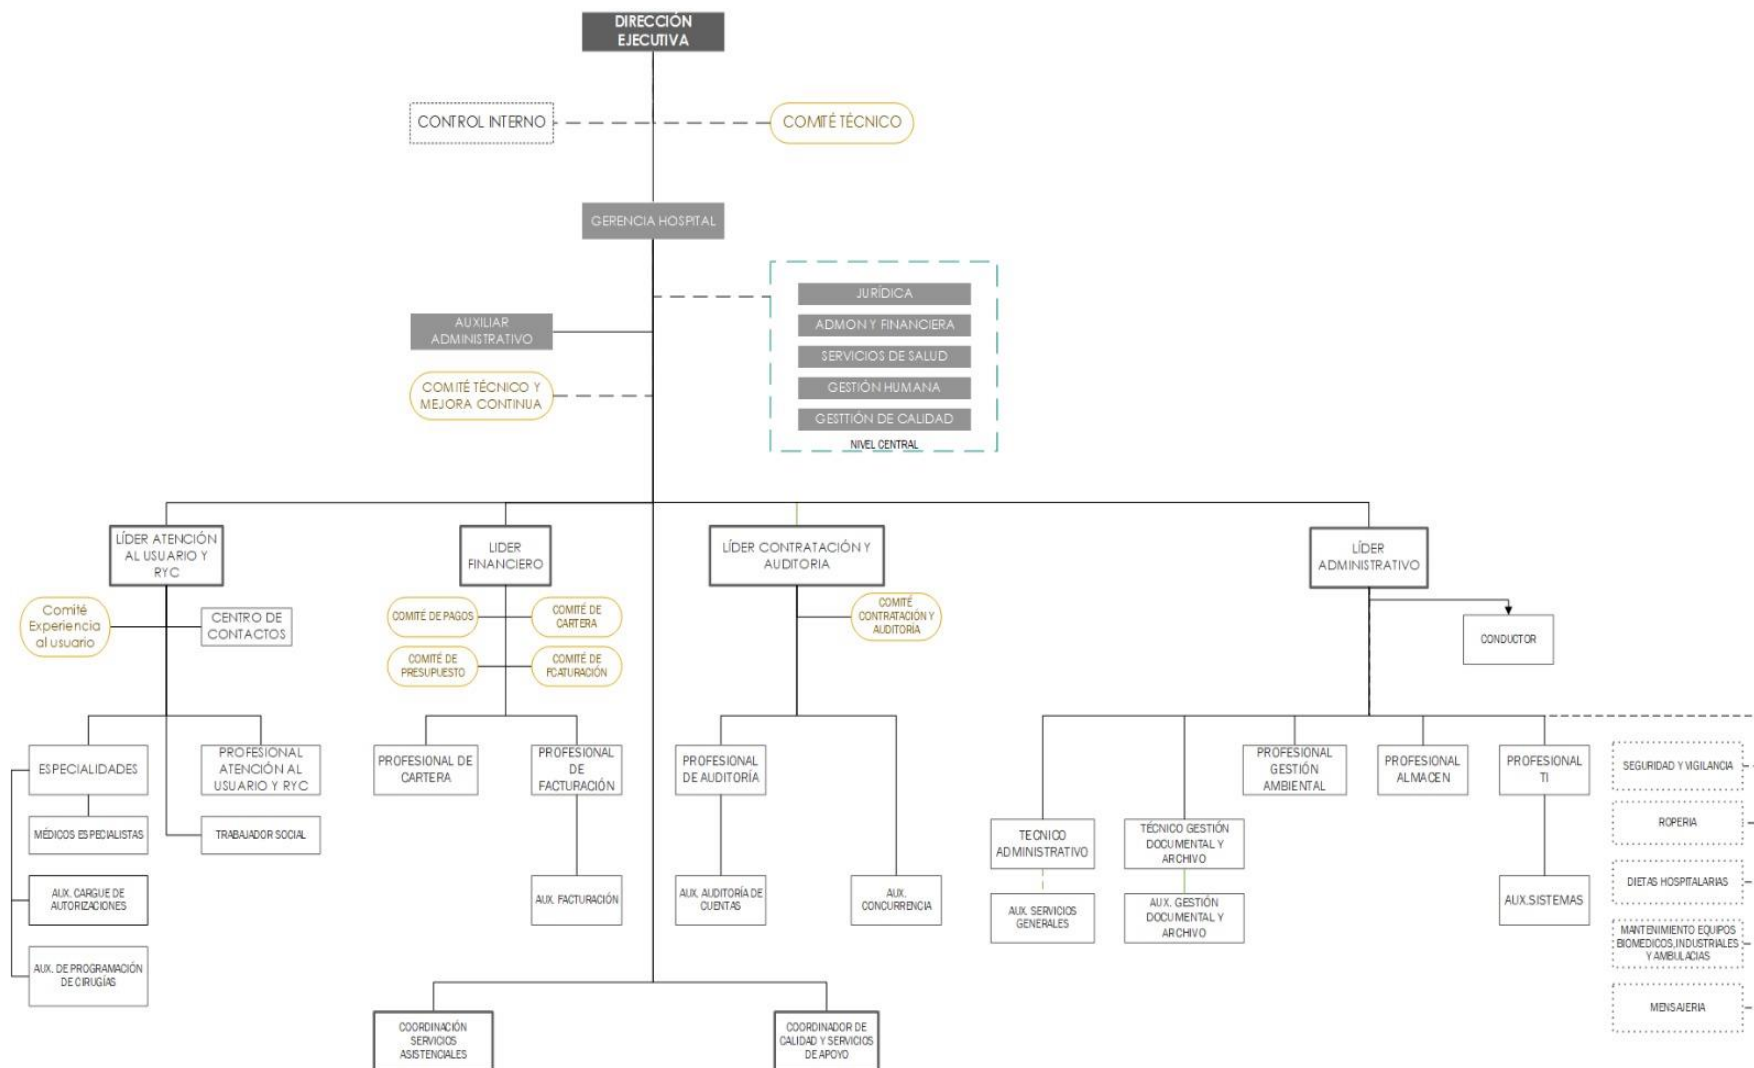 DIRECCIÓN
EJECUTIVA
CONTROL INTERNO
COMITÉ TÉCNICO
GERENCIA HOSPITAL
JURÍDICA
AUXILIAR
ADMINISTRATIVO
ADMON Y FINANCIERA
SERVICIOS DE SALUD
COMITÉ TÉCNICO Y
MEJORA CONTINUA
GESTIÓN HUMANA
GESTTIÓN DE CALIDAD
NIVEL CENTRAL
LÍDER ATENCIÓN
AL USUARIO Y
RYC
LIDER
FINANCIERO
LÍDER CONTRATACIÓN Y
AUDITORIA
LÍDER
ADMINISTRATIVO
Comité
Experiencia
al usuario
CENTRO DE
CONTACTOS
COMITÉ DE PAGOS
COMITÉ DE
CARTERA
COMITÉ DE
PRESUPUESTO
COMITÉ DE
FCATURACIÓN
COMITÉ
CONTRATACIÓN Y
AUDITORÍA
CONDUCTOR
ESPECIALIDADES
PROFESIONAL
ATENCIÓN AL
USUARIO Y RYC
PROFESIONAL DE
CARTERA
PROFESIONAL
DE
FACTURACIÓN
PROFESIONAL
DE AUDITORÍA
PROFESIONAL
GESTIÓN
AMBIENTAL
PROFESIONAL
ALMACEN
PROFESIONAL
TI
SEGURIDAD Y VIGILANCIA
MÉDICOS ESPECIALISTAS
TRABAJADOR SOCIAL
TECNICO
ADMINISTRATIVO
TÉCNICO GESTIÓN
DOCUMENTAL Y
ARCHIVO
ROPERIA
AUX. CARGUE DE
AUTORIZACIONES
AUX. FACTURACIÓN
AUX. AUDITORÍA DE
CUENTAS
AUX.
CONCURRENCIA
AUX. SERVICIOS
GENERALES
AUX. GESTIÓN
DOCUMENTAL Y
ARCHIVO
AUX.SISTEMAS
DIETAS HOSPITALARIAS
MANTENIMIENTO EQUIPOS
BIOMEDICOS,INDUSTRIALES
Y AMBULACIAS
AUX. DE PROGRAMACIÓN
DE CIRUGÍAS
MENSAJERIA
COORDINACIÓN
SERVICIOS
ASISTENCIALES
COORDINADOR DE
CALIDAD Y SERVICIOS
DE APOYO